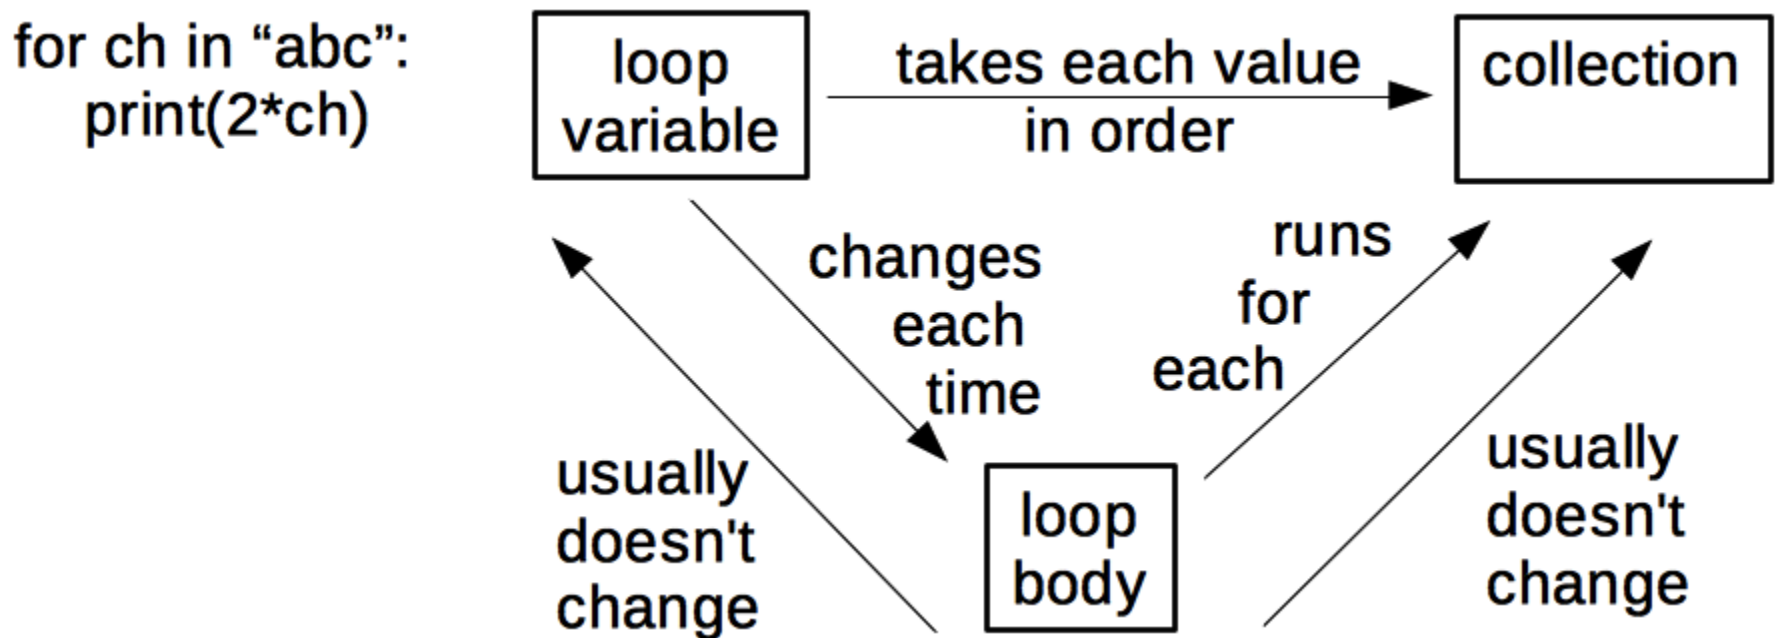 for ch in “abc”:
print(2*ch)
loop
variable
takes each value
in order
collection
changes
each
time
runs
for
each
usually
doesn't
change
loop
body
usually
doesn't
change